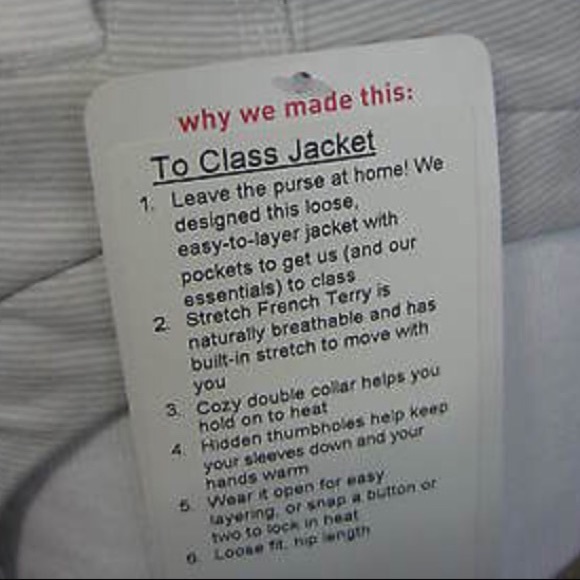 why we made this:
To Class Jacket
1. Leave the purse at home! We
designed this loose,
easy-to-layer jacket with
pockets to get us (and our
essentials) to class
2. Stretch French Terry is
naturally breathable and has
built-in stretch to move with
you
3. Cozy double collar helps you
hold on to heat
4. Hidden thumbholes help keep
your sleeves down and your
hands warm
5. Wear it open for easy
layering, or snap a button or
two to lock in heat
6. Loose fit, hip length